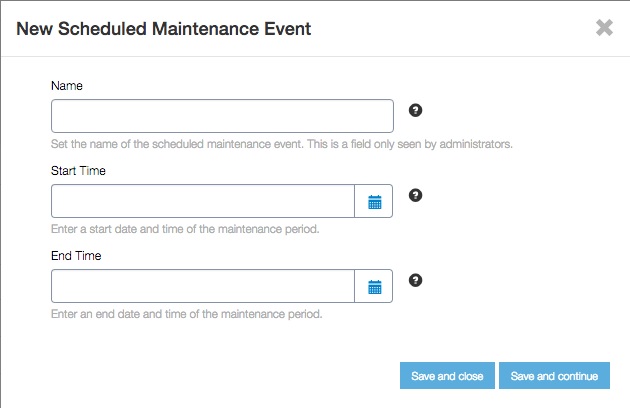 New Scheduled Maintenance Event
Name
Set the name of the scheduled maintenance event. This is a field only seen by administrators.
Start Time
Enter a start date and time of the maintenance period.
End Time
Enter an end date and time of the maintenance period.
Save and close
Save and continue